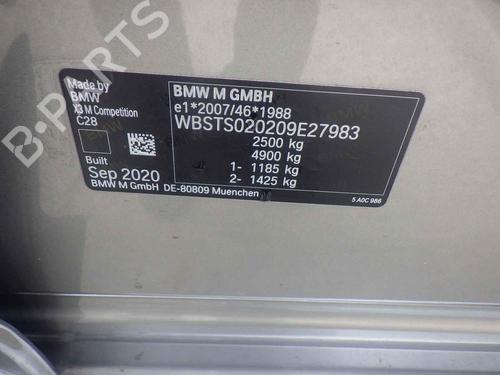 B-PARTS
Made by
BMW
X3 M Competition
C28
Built
Sep 2020
BMW M GmbH DE-80809 Muenchen
BMW M GMBH
e1*2007/46*1988
WBSTS020209E27983
2500 kg
4900 kg
1- 1185 kg
2- 1425 kg
5 A0C 986